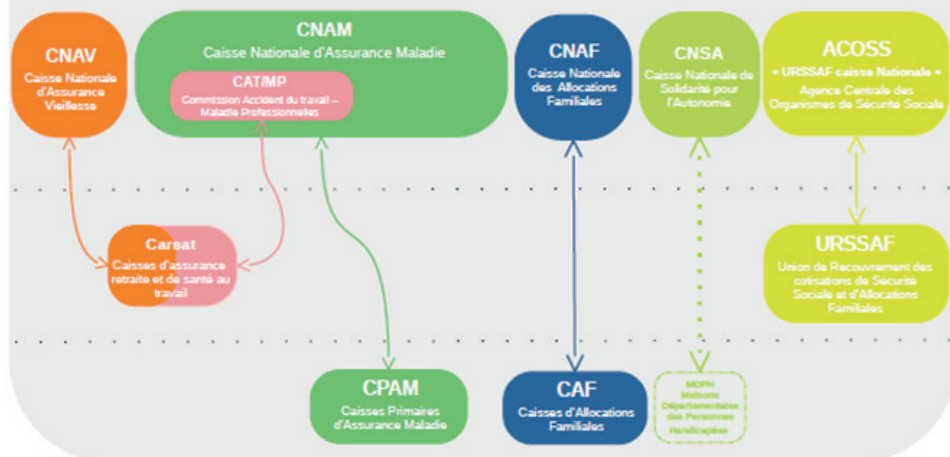 CNAV
Caisse Nationale
d'Assurance
Vieillesse
CNAM
Caisse Nationale d'Assurance Maladie
CAT/MP
Commission Accident du travail –
Maladie Professionnelles
CNAF
Caisse Nationale
des Allocations
Familiales
CNSA
Caisse Nationale de
Solidarité pour
l'Autonomie
ACOSS
« URSSAF caisse Nationale »
Agence Centrale des
Organismes de Sécurité Sociale
Carsat
Caisses d'assurance
retraite et de santé au
travail
URSSAF
Union de Recouvrement des
cotisations de Sécurité
Sociale et d'Allocations
Familiales
CPAM
Caisses Primaires
d'Assurance Maladie
CAF
Caisses d'Allocations
Familiales
MDPH
Maisons
Départementales
des Personnes
Handicapées